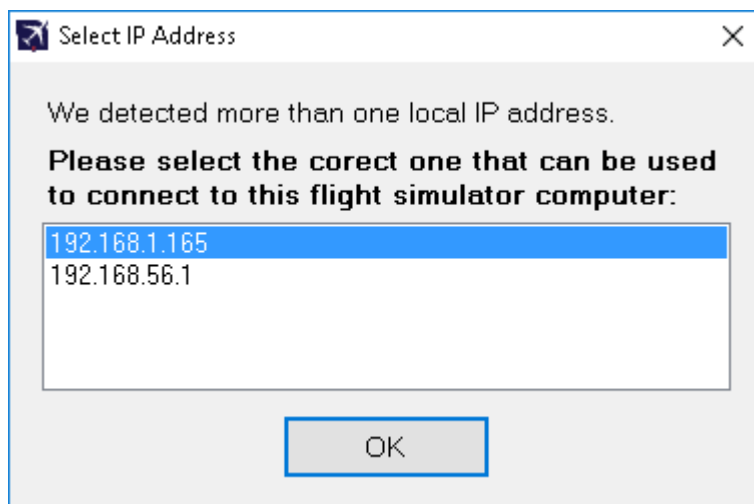 Select IP Address
We detected more than one local IP address.
Please select the corect one that can be used
to connect to this flight simulator computer:
192.168.1.165
192.168.56.1
OK